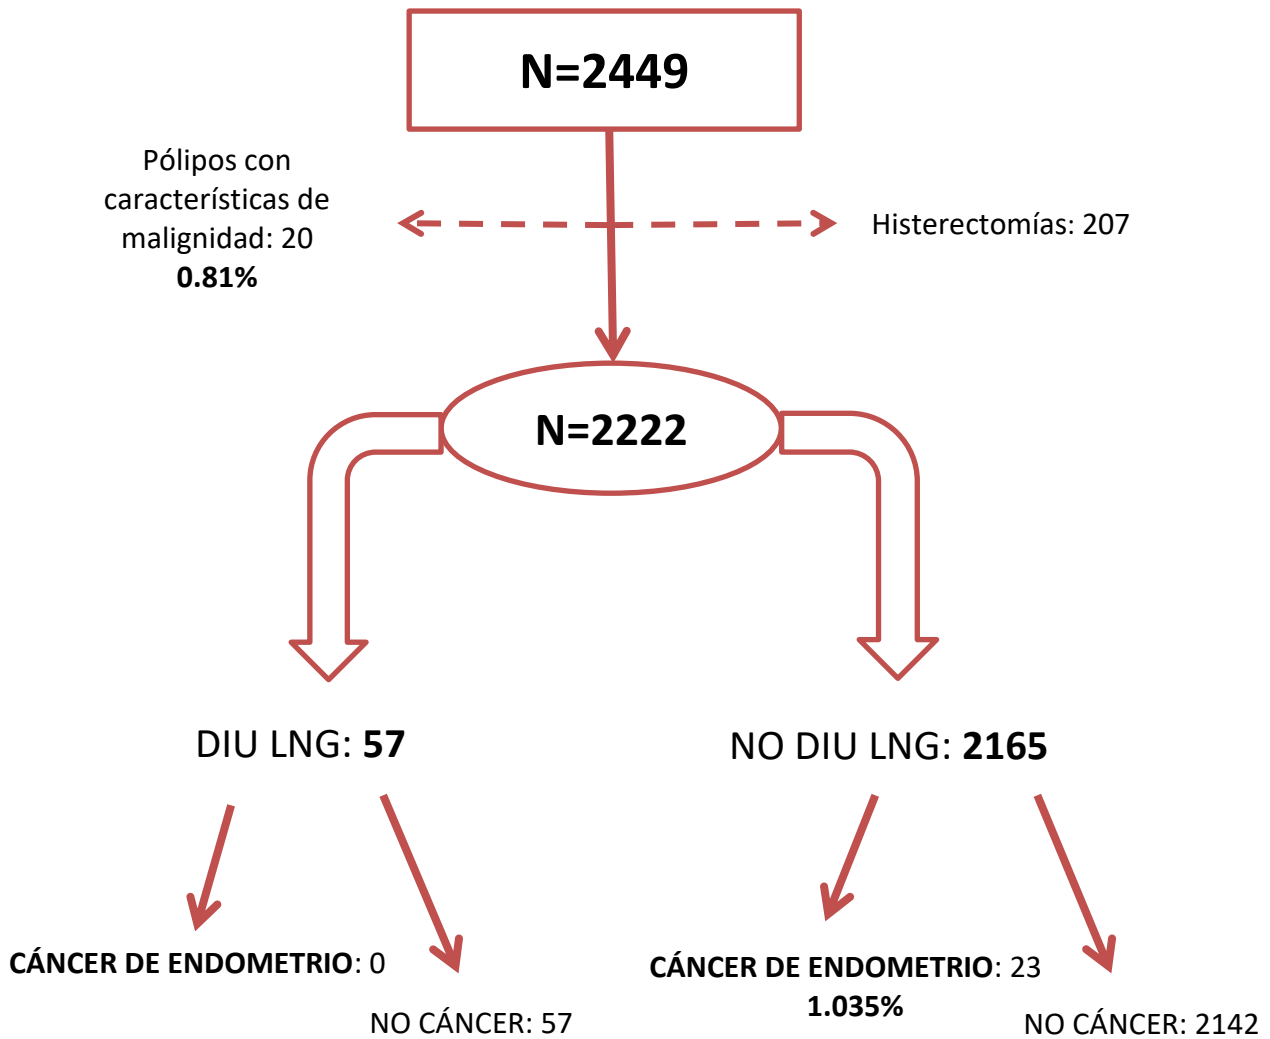 N=2449
Pólipos con
características de
malignidad: 20
0.81%
Histerectomías: 207
N=2222
DIU LNG: 57
NO DIU LNG: 2165
CÁNCER DE ENDOMETRIO: 0
NO CÁNCER: 57
CÁNCER DE ENDOMETRIO: 23
1.035%
NO CÁNCER: 2142